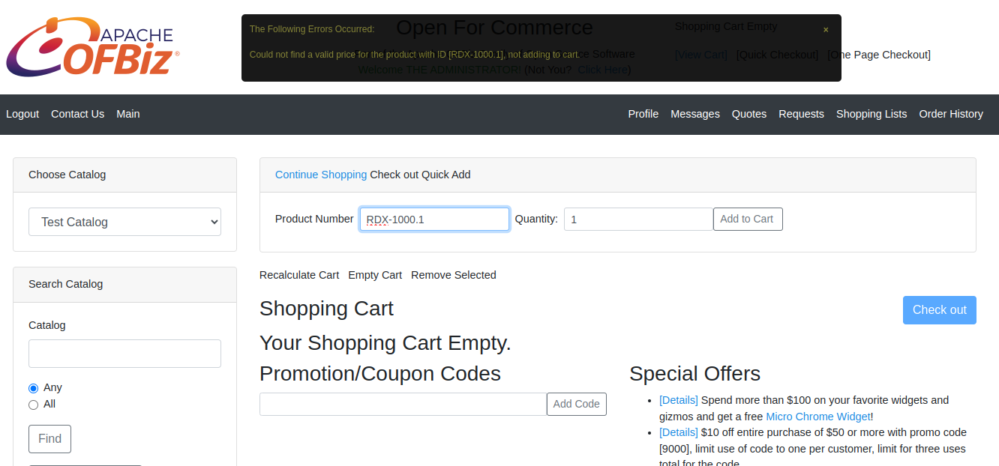 APACHE
OFBiz®
Open For Commerce
Welcome THE ADMINISTRATOR! (Not You? Click Here)
The Following Errors Occurred:
×
Could not find a valid price for the product with ID [RDX-1000.1], not adding to cart.
Shopping Cart Empty
[View Cart] [Quick Checkout] [One Page Checkout]
Logout Contact Us Main
Profile Messages Quotes Requests Shopping Lists Order History
Choose Catalog
Test Catalog
Search Catalog
Catalog
Any
All
Find
Continue Shopping Check out Quick Add
Product Number RDX-1000.1 Quantity: 1 Add to Cart
Recalculate Cart Empty Cart Remove Selected
Shopping Cart
Check out
Your Shopping Cart Empty.
Promotion/Coupon Codes
Add Code
Special Offers
[Details] Spend more than $100 on your favorite widgets and
gizmos and get a free Micro Chrome Widget!
[Details] $10 off entire purchase of $50 or more with promo code
[9000], limit use of code to one per customer, limit for three uses
total for the code